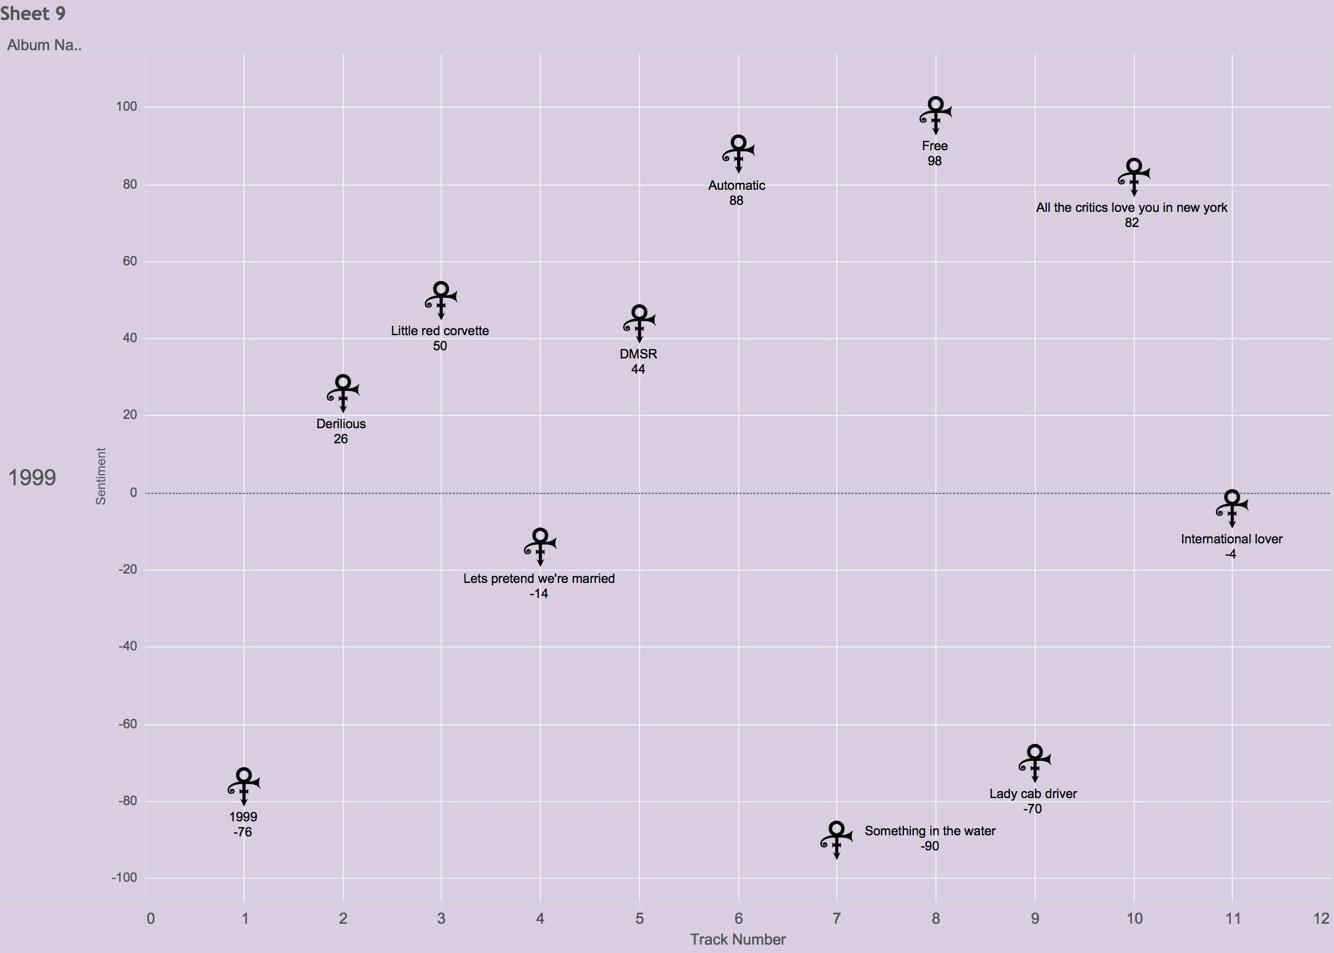 Sheet 9
Album Na..
100
Free
98
Automatic
88
All the critics love you in new york
82
80
60
Little red corvette
50
DMSR
44
40
Derilious
26
20
1999
Sentiment
0
International lover
-4
Lets pretend we're married
-14
-20
-40
-60
Lady cab driver
-70
1999
-76
-80
Something in the water
-90
-100
0 1 2 3 4 5 6 7 8 9 10 11 12
Track Number